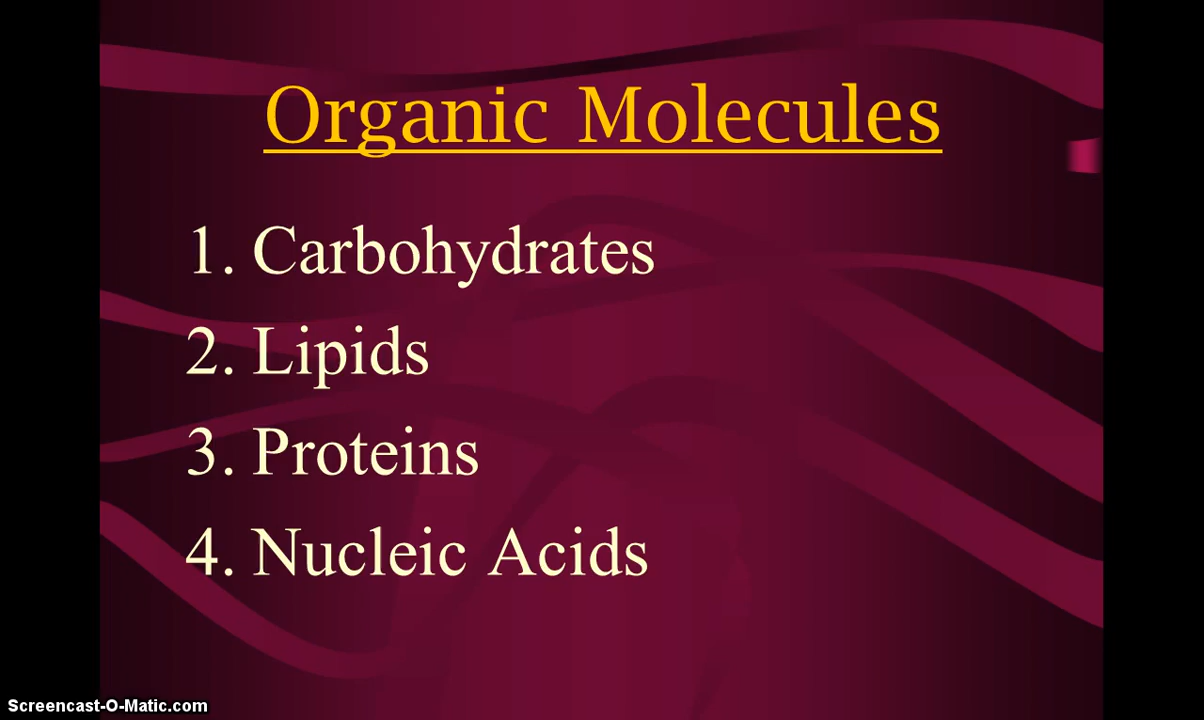 Organic Molecules
1. Carbohydrates
2. Lipids
3. Proteins
4. Nucleic Acids
Screencast-O-Matic.com